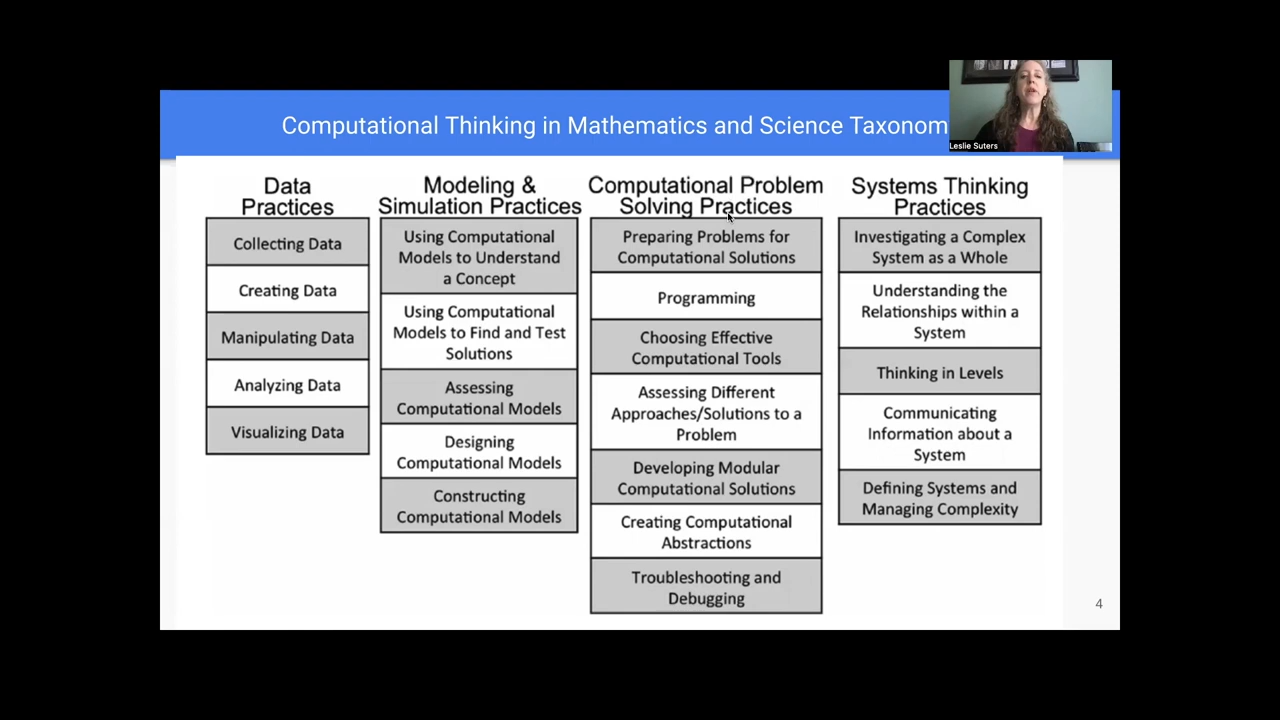 Computational Thinking in Mathematics and Science Taxonom
Leslie Suters
Data
Practices
Collecting Data
Creating Data
Manipulating Data
Analyzing Data
Visualizing Data
Modeling &
Simulation Practices
Using Computational
Models to Understand
a Concept
Using Computational
Models to Find and Test
Solutions
Assessing
Computational Models
Designing
Computational Models
Constructing
Computational Models
Computational Problem
Solving Practices
Preparing Problems for
Computational Solutions
Programming
Choosing Effective
Computational Tools
Assessing Different
Approaches/Solutions to a
Problem
Developing Modular
Computational Solutions
Creating Computational
Abstractions
Troubleshooting and
Debugging
Systems Thinking
Practices
Investigating a Complex
System as a Whole
Understanding the
Relationships within a
System
Thinking in Levels
Communicating
Information about a
System
Defining Systems and
Managing Complexity
4